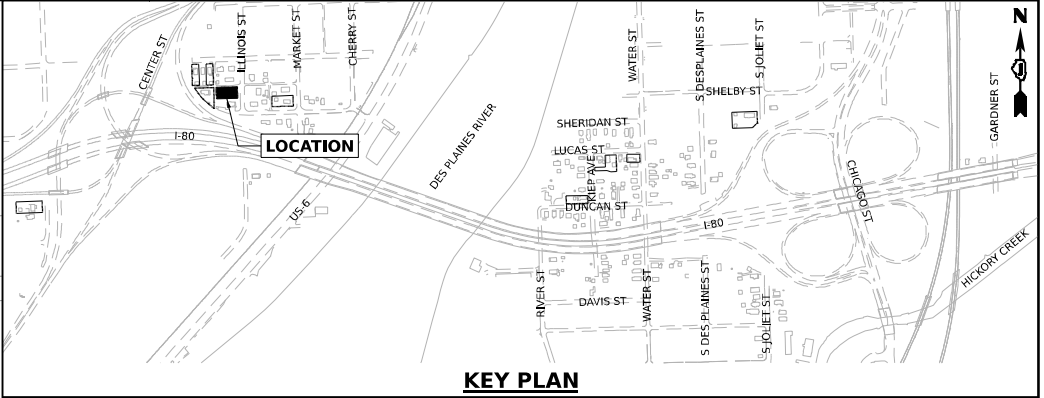 CENTER ST
ILLINOIS ST
MARKET ST
CHERRY ST
WATER ST
S DESPLAINES ST
S JOLIET ST
N
GARDNER ST
SHELBY ST
SHERIDAN ST
I-80
LOCATION
DES PLAINES RIVER
LUCAS ST
KIEP AVE
DUNCAN ST
CHICAGO ST
US-6
I-80
HICKORY CREEK
RIVER ST
DAVIS ST
WATER ST
S DES PLAINES ST
S JOLIET ST
KEY PLAN